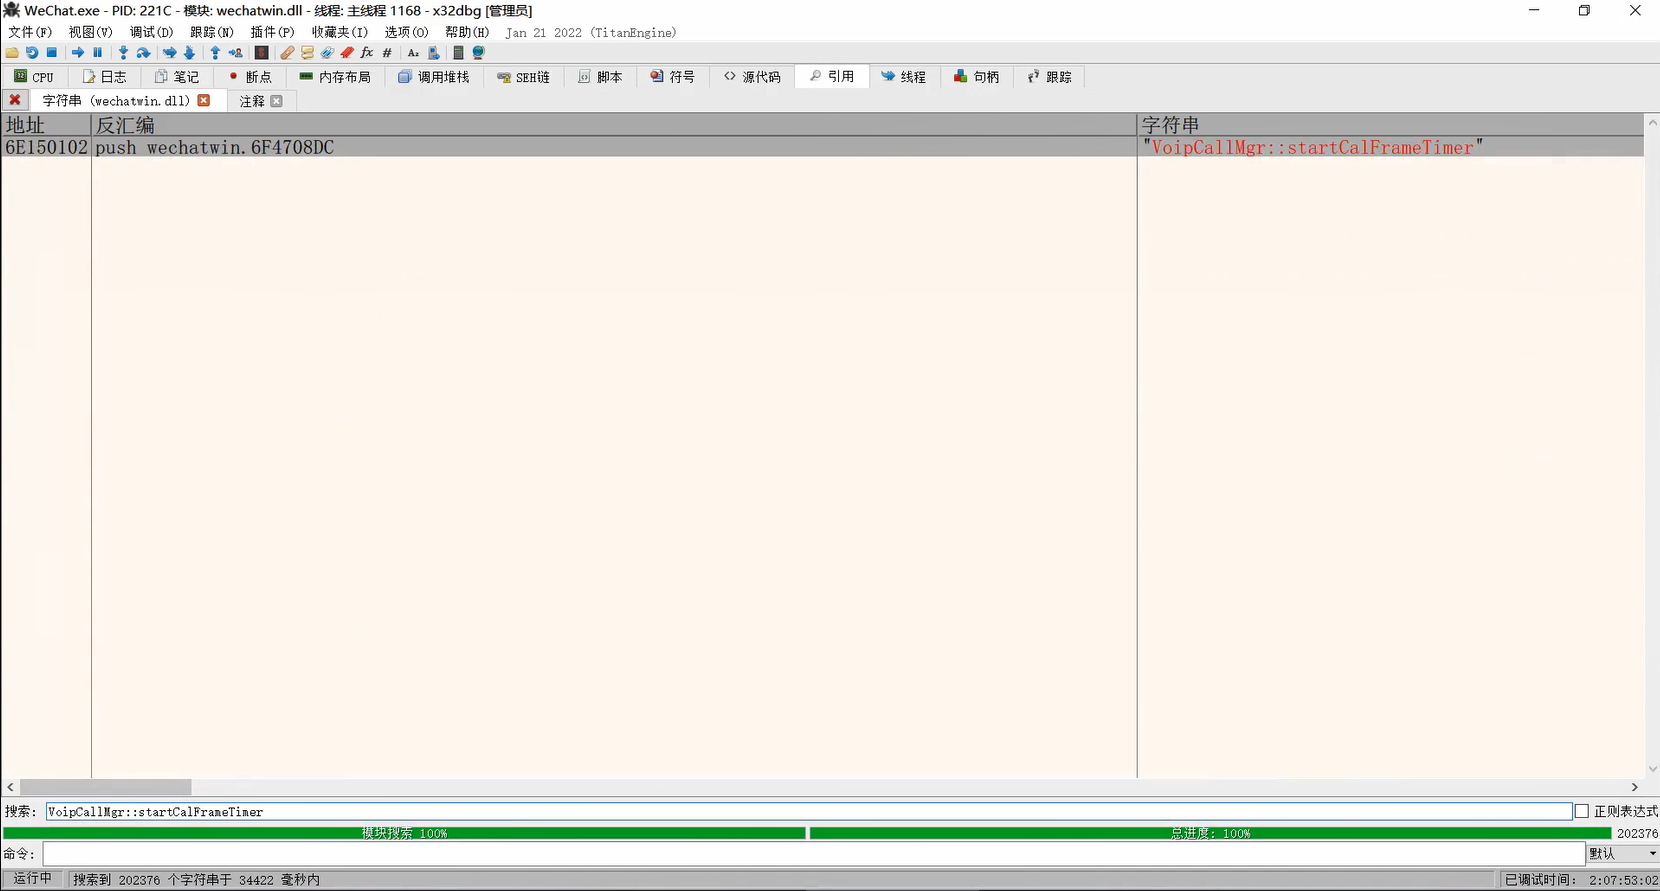 WeChat.exe - PID: 221C - 模块: wechatwin.dll - 线程: 主线程 1168 - x32dbg [管理员]
文件(F) 视图(V) 调试(D) 跟踪(N) 插件(P) 收藏夹(I) 选项(O) 帮助(H) Jan 21 2022 (TitanEngine)
CPU 日志 笔记 断点 内存布局 调用堆栈 SEH链 脚本 符号 源代码 引用 线程 句柄 跟踪
字符串 (wechatwin.dll) 注释
地址 反汇编 字符串
6E150102 push wechatwin.6F4708DC "VoipCallMgr::startCalFrameTimer"
搜索: VoipCallMgr::startCalFrameTimer 正则表达式
模块搜索 100% 总进度: 100% 202376
命令: 默认
运行中 搜索到 202376 个字符串于 34422 毫秒内 已调试时间: 2:07:53:02